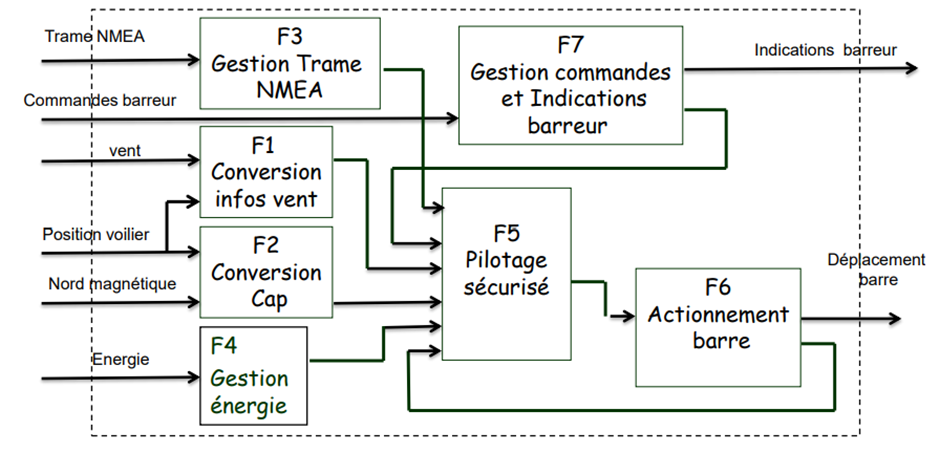 Trame NMEA
F3
Gestion Trame
NMEA
F7
Gestion commandes
et Indications
barreur
Indications barreur
Commandes barreur
vent
F1
Conversion
infos vent
Position voilier
F2
Conversion
Cap
Nord magnétique
F5
Pilotage
sécurisé
Déplacement
barre
F6
Actionnement
barre
Energie
F4
Gestion
énergie